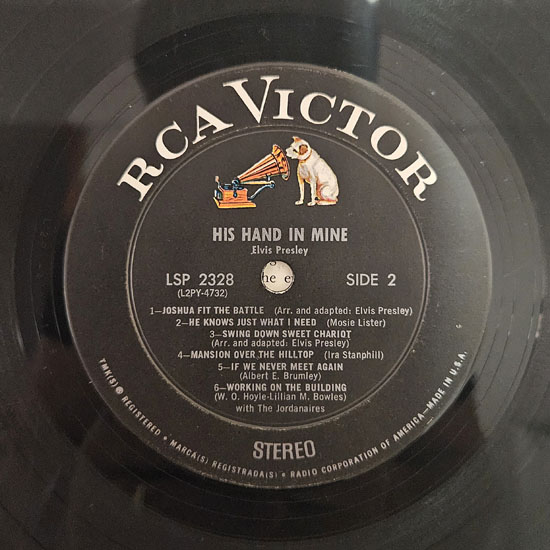 RCA VICTOR
HIS HAND IN MINE
Elvis Presley
he e
LSP 2328
(L2PY-4732)
SIDE 2
1—JOSHUA FIT THE BATTLE (Arr. and adapted: Elvis Presley)
2—HE KNOWS JUST WHAT I NEED (Mosie Lister)
3—SWING DOWN SWEET CHARIOT
(Arr. and adapted: Elvis Presley)
4—MANSION OVER THE HILLTOP (Ira Stanphill)
5—IF WE NEVER MEET AGAIN
(Albert E. Brumley)
6—WORKING ON THE BUILDING
(W. O. Hoyle-Lillian M. Bowles)
with The Jordanaires
STEREO
TMK(S) ® REGISTERED • MARCA(S) REGISTRADA(S) • RADIO CORPORATION OF AMERICA—MADE IN U.S.A.